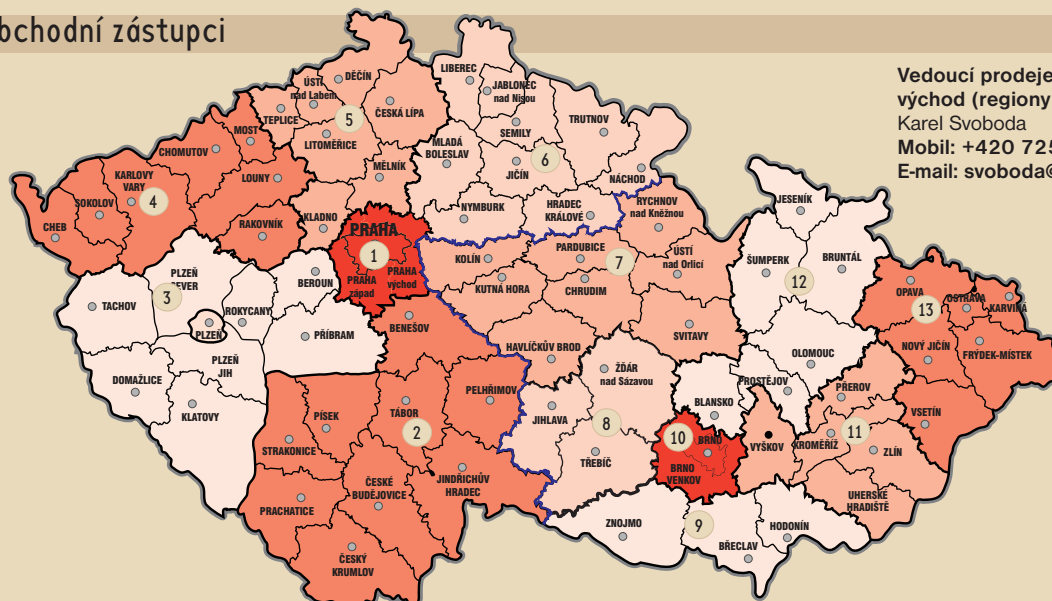 bchodní zástupci
Vedoucí prodeje
východ (regiony
Karel Svoboda
Mobil: +420 725
E-mail: svoboda@
LIBEREC
JABLONEC
nad Nisou
ÚSTÍ
nad Labem
DĚČÍN
ČESKÁ LÍPA
TEPLICE
5
LITOMĚŘICE
SEMILY
TRUTNOV
MOST
CHOMUTOV
MLADÁ
BOLESLAV
6
JIČÍN
MĚLNÍK
NÁCHOD
KARLOVY
VARY
4
LOUNY
SOKOLOV
CHEB
RAKOVNÍK
KLADNO
NYMBURK
HRADEC
KRÁLOVÉ
RYCHNOV
nad Kněžnou
JESENÍK
PRAHA
1
PRAHA
západ
PRAHA
východ
KOLÍN
PARDUBICE
7
ÚSTÍ
nad Orlicí
KUTNÁ HORA
CHRUDIM
ŠUMPERK
BRUNTÁL
12
PLZEŇ
SEVER
3
BEROUN
TACHOV
ROKYCANY
PLZEŇ
PŘÍBRAM
BENEŠOV
SVITAVY
OPAVA
OSTRAVA
KARVINÁ
13
NOVÝ JIČÍN
FRÝDEK-MÍSTEK
HAVLÍČKŮV BROD
OLOMOUC
PLZEŇ
JIH
DOMAŽLICE
KLATOVY
ŽĎÁR
nad Sázavou
PROSTĚJOV
PŘEROV
PELHŘIMOV
BLANSKO
VSETÍN
PÍSEK
TÁBOR
2
JIHLAVA
8
10
BRNO
VYŠKOV
KROMĚŘÍŽ
11
ZLÍN
STRAKONICE
TŘEBÍČ
BRNO
VENKOV
JINDŘICHŮV
HRADEC
ČESKÉ
BUDĚJOVICE
UHERSKÉ
HRADIŠTĚ
PRACHATICE
ZNOJMO
9
HODONÍN
BŘECLAV
ČESKÝ
KRUMLOV